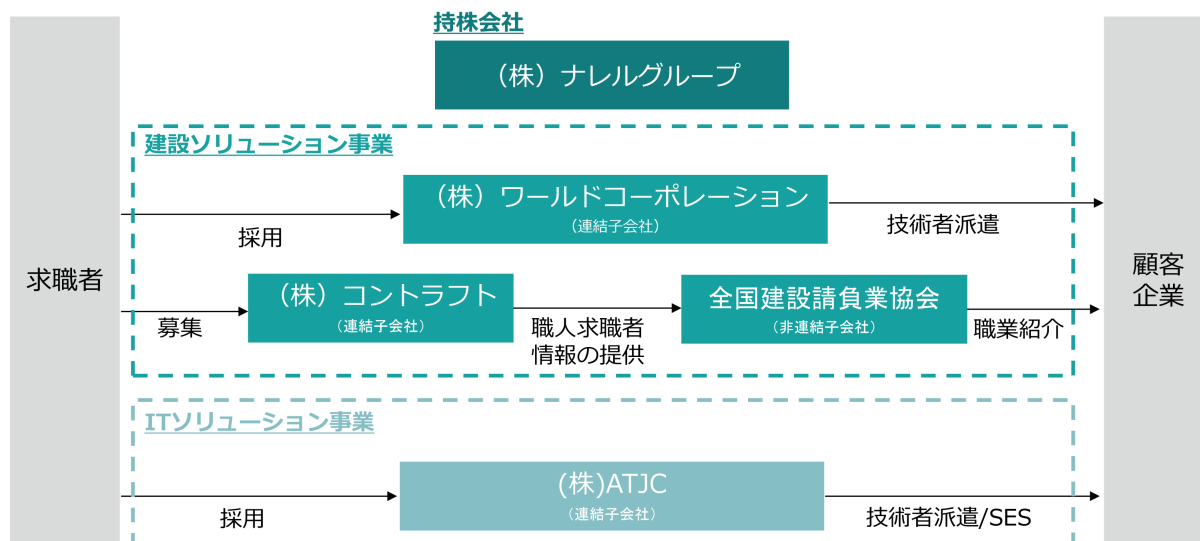 持株会社
（株）ナレルグループ
建設ソリューション事業
（株）ワールドコーポレーション
（連結子会社）
採用
技術者派遣
求職者
顧客
企業
（株）コントラフト
（連結子会社）
全国建設請負業協会
（非連結子会社）
募集
職人求職者
情報の提供
職業紹介
ITソリューション事業
(株)ATJC
（連結子会社）
採用
技術者派遣/SES